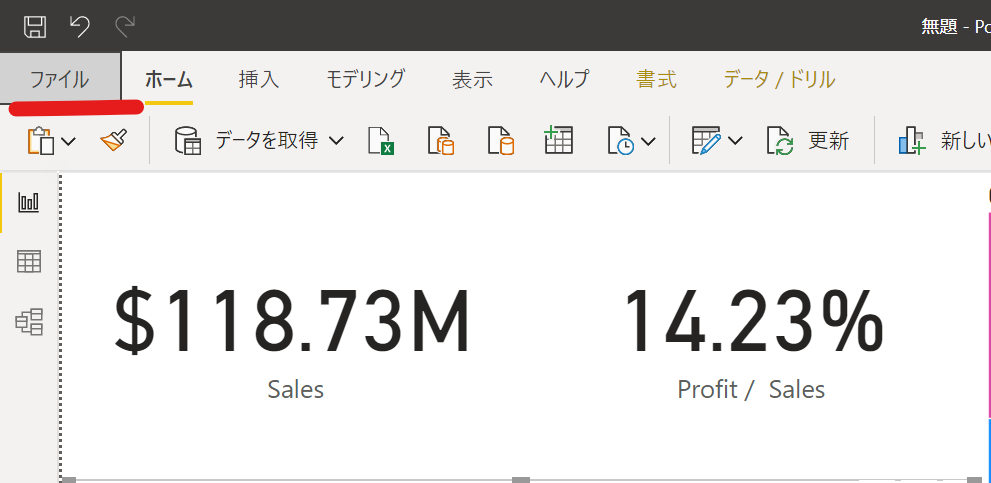 無題 - Po
ファイル ホーム 挿入 モデリング 表示 ヘルプ 書式 データ / ドリル
データを取得 更新 新しい
$118.73M 14.23%
Sales Profit / Sales